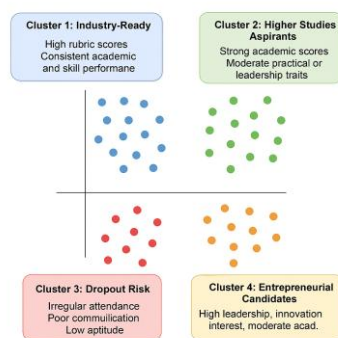 Cluster 1: Industry-Ready
High rubric scores
Consistent academic
and skill performane
Cluster 2: Higher Studies
Aspirants
Strong academic scores
Moderate practical or
leadership traits
Cluster 3: Dropout Risk
Irregular attendance
Poor commuilication
Low aptitude
Cluster 4: Entrepreneurial
Candidates
High leadership, innovation
interest, moderate acad.